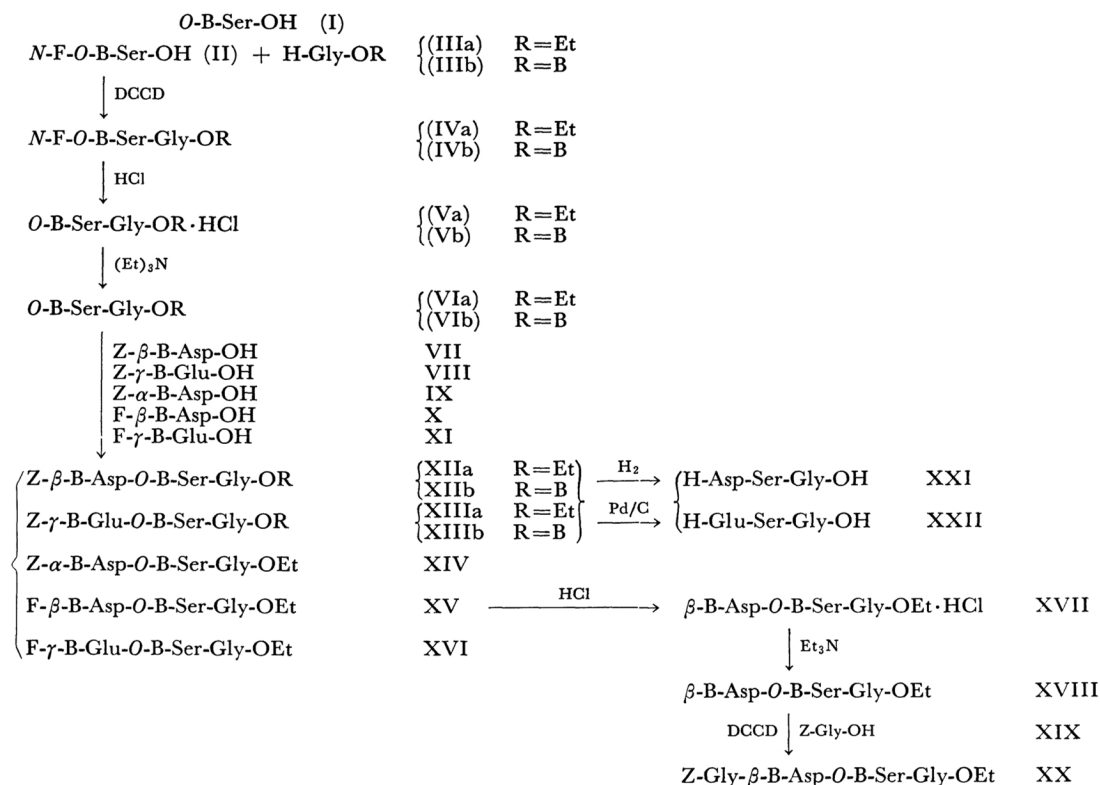 O-B-Ser-OH (I)
N-F-O-B-Ser-OH (II) + H-Gly-OR {(IIIa) R=Et
{(IIIb) R=B
DCCD
N-F-O-B-Ser-Gly-OR {(IVa) R=Et
{(IVb) R=B
HCl
O-B-Ser-Gly-OR·HCl {(Va) R=Et
{(Vb) R=B
(Et)₃N
O-B-Ser-Gly-OR {(VIa) R=Et
{(VIb) R=B
Z-β-B-Asp-OH VII
Z-γ-B-Glu-OH VIII
Z-α-B-Asp-OH IX
F-β-B-Asp-OH X
F-γ-B-Glu-OH XI
Z-β-B-Asp-O-B-Ser-Gly-OR {XIIa R=Et
{XIIb R=B
H₂
H-Asp-Ser-Gly-OH XXI
Z-γ-B-Glu-O-B-Ser-Gly-OR {XIIIa R=Et
{XIIIb R=B
Pd/C
H-Glu-Ser-Gly-OH XXII
Z-α-B-Asp-O-B-Ser-Gly-OEt XIV
F-β-B-Asp-O-B-Ser-Gly-OEt XV
HCl
β-B-Asp-O-B-Ser-Gly-OEt·HCl XVII
F-γ-B-Glu-O-B-Ser-Gly-OEt XVI
Et₃N
β-B-Asp-O-B-Ser-Gly-OEt XVIII
DCCD Z-Gly-OH XIX
Z-Gly-β-B-Asp-O-B-Ser-Gly-OEt XX